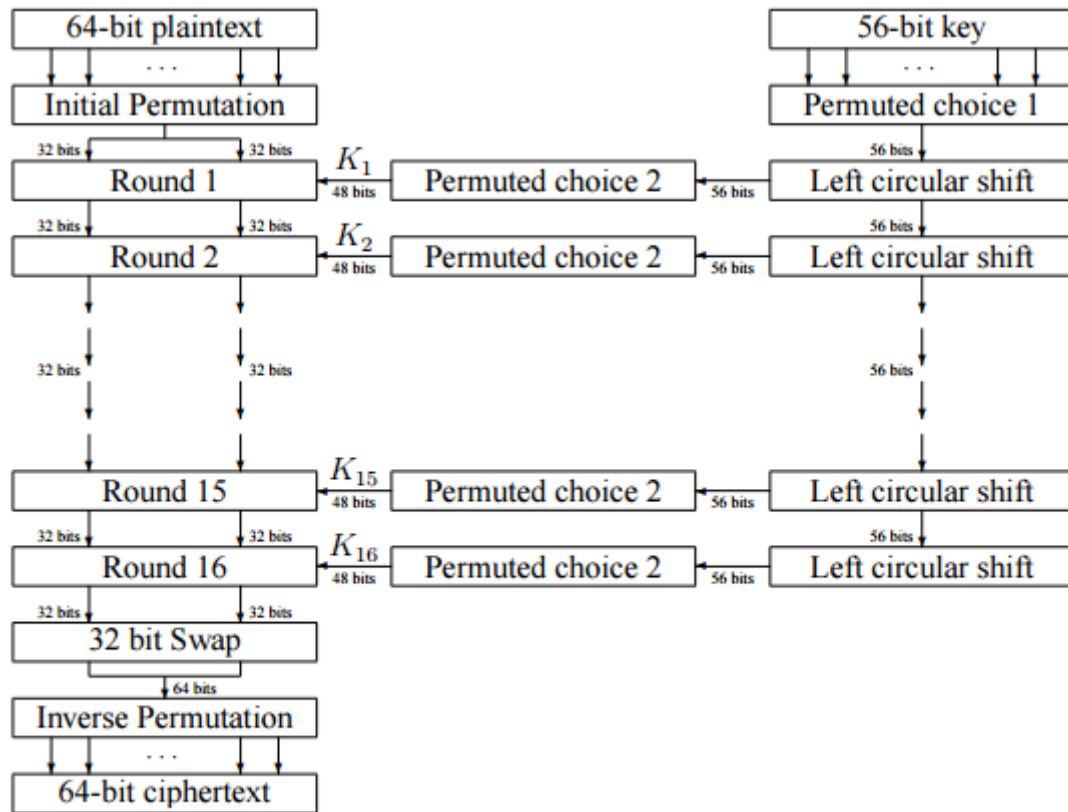 64-bit plaintext 56-bit key
. . . . . .
Initial Permutation Permuted choice 1
32 bits 32 bits K1 56 bits
Round 1 48 bits Permuted choice 2 56 bits Left circular shift
32 bits 32 bits K2 56 bits
Round 2 48 bits Permuted choice 2 56 bits Left circular shift
32 bits 32 bits 56 bits
K15
Round 15 48 bits Permuted choice 2 56 bits Left circular shift
32 bits 32 bits K16 56 bits
Round 16 48 bits Permuted choice 2 56 bits Left circular shift
32 bits 32 bits
32 bit Swap
64 bits
Inverse Permutation
. . .
64-bit ciphertext